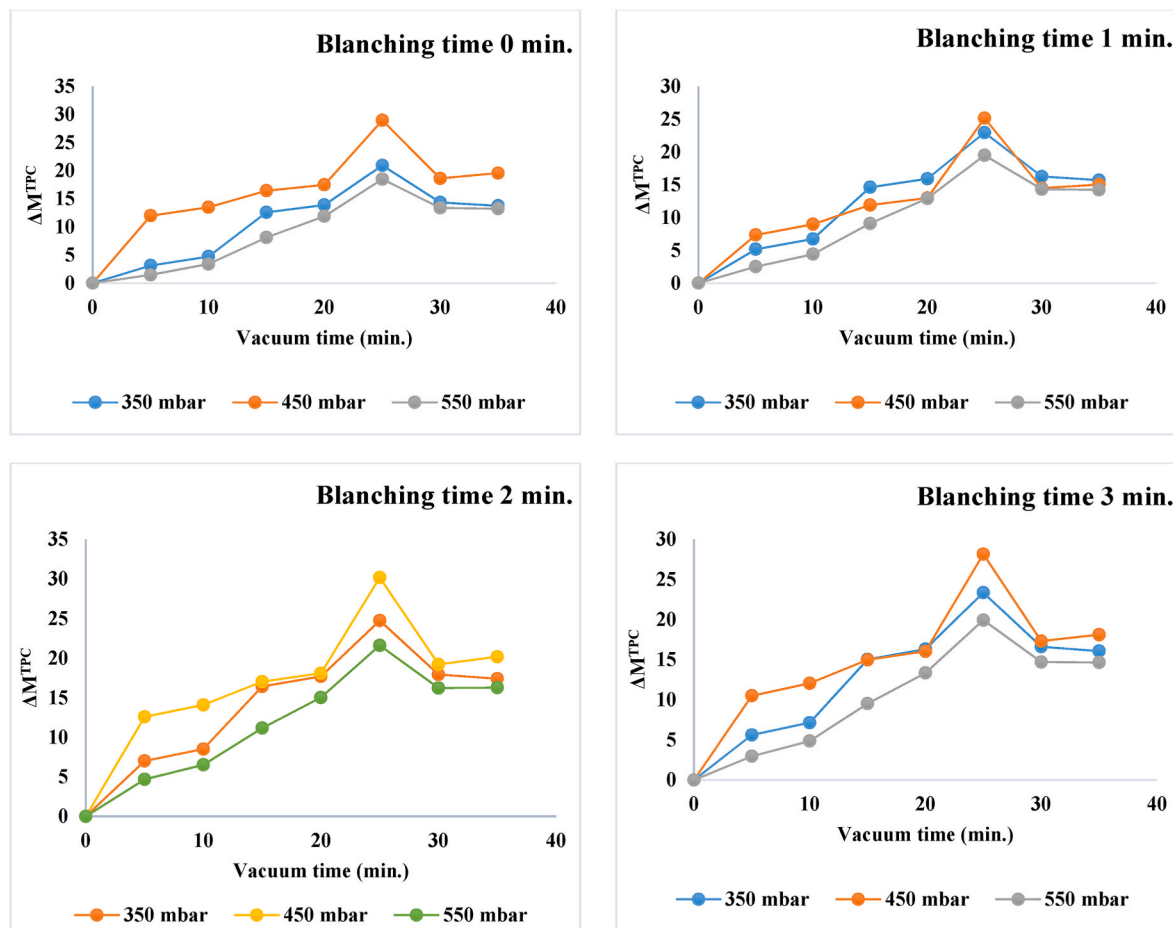 Blanching time 0 min.
35
30
25
20
15
10
5
0
ΔM^TPC
0 10 20 30 40
Vacuum time (min.)
350 mbar 450 mbar 550 mbar
Blanching time 1 min.
30
25
20
15
10
5
0
ΔM^TPC
0 10 20 30 40
Vacuum time (min.)
350 mbar 450 mbar 550 mbar
Blanching time 2 min.
35
30
25
20
15
10
5
0
ΔM^TPC
0 10 20 30 40
Vacuum time (min.)
350 mbar 450 mbar 550 mbar
Blanching time 3 min.
30
25
20
15
10
5
0
ΔM^TPC
0 10 20 30 40
Vacuum time (min.)
350 mbar 450 mbar 550 mbar